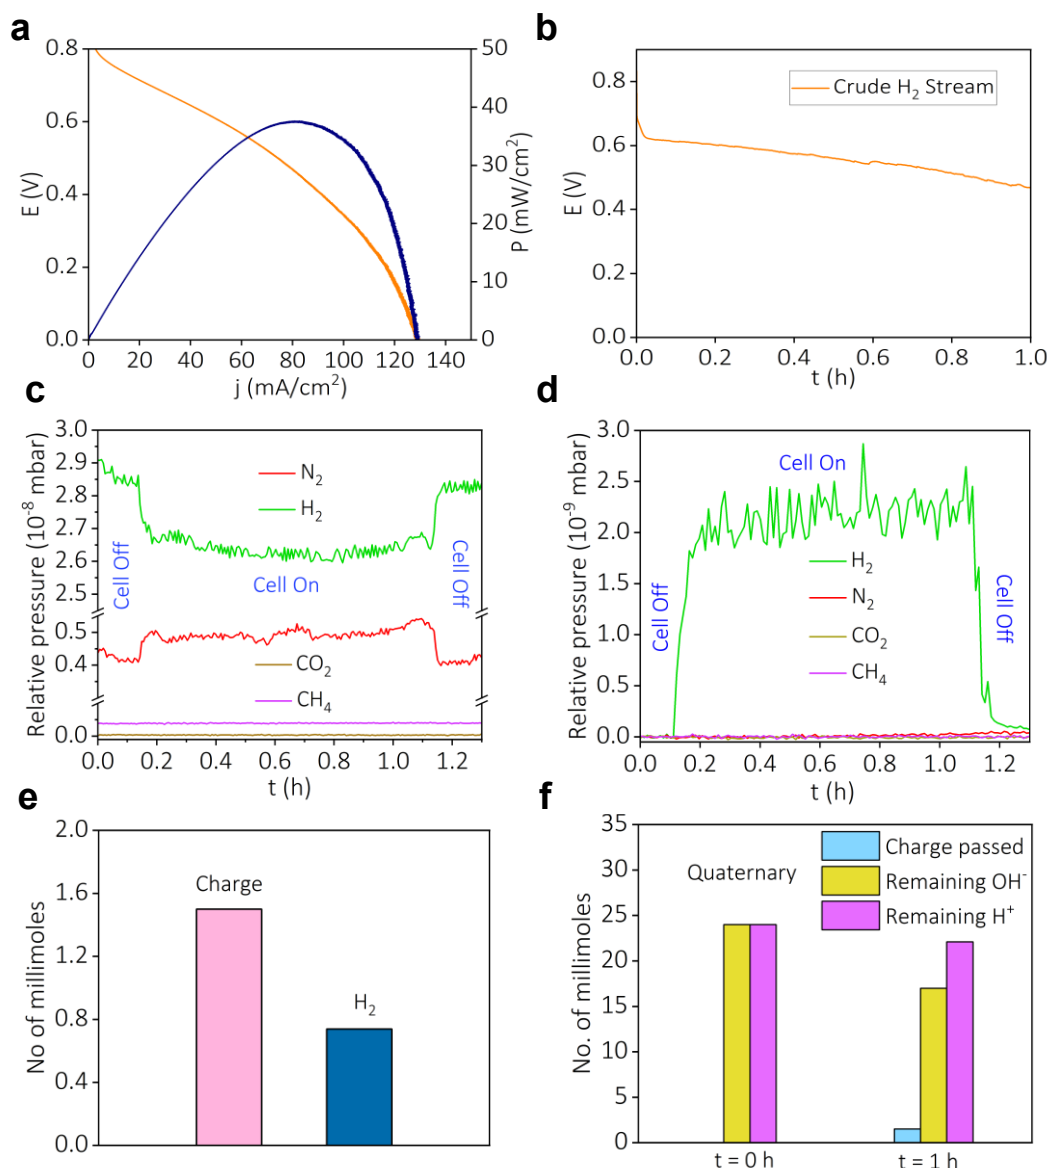 a
0.8
0.6
0.4
0.2
0.0
E (V)
50
40
30
20
10
0
P (mW/cm²)
0 20 40 60 80 100 120 140
j (mA/cm²)
b
0.8
0.6
0.4
0.2
0.0
E (V)
Crude H₂ Stream
0.0 0.2 0.4 0.6 0.8 1.0
t (h)
c
3.0
2.9
2.8
2.7
2.6
2.5
0.5
0.4
0.0
Relative pressure (10⁻⁸ mbar)
N₂
H₂
Cell Off
Cell On
Cell Off
CO₂
CH₄
0.0 0.2 0.4 0.6 0.8 1.0 1.2
t (h)
d
3.0
2.5
2.0
1.5
1.0
0.5
0.0
Relative pressure (10⁻⁹ mbar)
Cell On
Cell Off
H₂
N₂
CO₂
CH₄
Cell Off
0.0 0.2 0.4 0.6 0.8 1.0 1.2
t (h)
e
2.0
1.6
1.2
0.8
0.4
0.0
No of millimoles
Charge
H₂
f
35
30
25
20
15
10
5
0
No. of millimoles
Quaternary
Charge passed
Remaining OH⁻
Remaining H⁺
t = 0 h t = 1 h